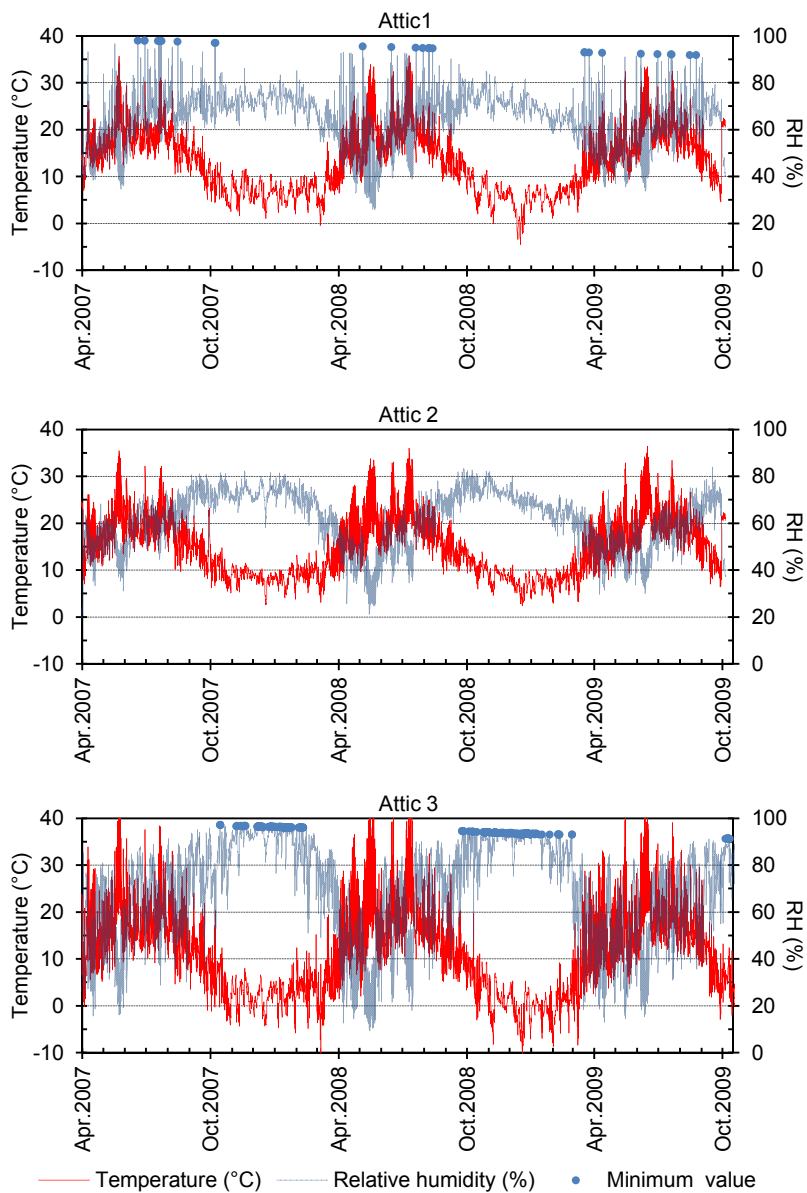 Attic1
Temperature (°C)
40
30
20
10
0
-10
100
80
60
40
20
0
RH (%)
Apr.2007
Oct.2007
Apr.2008
Oct.2008
Apr.2009
Oct.2009
Attic 2
Temperature (°C)
40
30
20
10
0
-10
100
80
60
40
20
0
RH (%)
Apr.2007
Oct.2007
Apr.2008
Oct.2008
Apr.2009
Oct.2009
Attic 3
Temperature (°C)
40
30
20
10
0
-10
100
80
60
40
20
0
RH (%)
Apr.2007
Oct.2007
Apr.2008
Oct.2008
Apr.2009
Oct.2009
Temperature (°C) Relative humidity (%) Minimum value